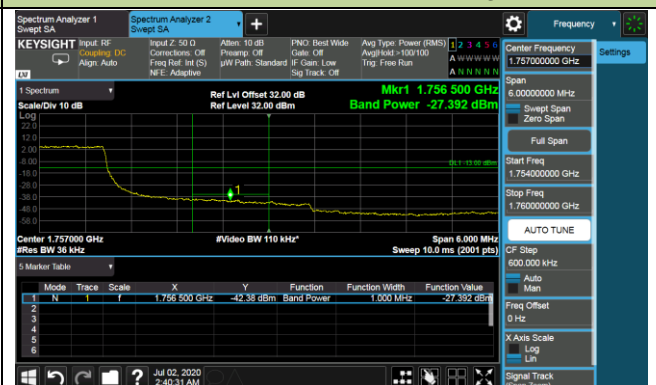 Spectrum Analyzer 1
Swept SA
Spectrum Analyzer 2
Swept SA
Frequency
KEYSIGHT
Input: RF
Coupling: DC
Align: Auto
Input Z: 50 Ω
Corrections: Off
Freq Ref: Int (S)
NFE: Adaptive
Atten: 10 dB
Preamp: Off
µW Path: Standard
PNO: Best Wide
Gate: Off
IF Gain: Low
Sig Track: Off
Avg Type: Power (RMS)
Avg|Hold:>100/100
Trig: Free Run
1 2 3 4 5 6
A W W W W W
A N N N N N
LXI
1 Spectrum
Scale/Div 10 dB
Ref Lvl Offset 32.00 dB
Ref Level 32.00 dBm
Mkr1 1.756 500 GHz
Band Power -27.392 dBm
Log
22.0
12.0
2.00
-8.00
-18.0
-28.0
-38.0
-48.0
-58.0
DL1 -13.00 dBm
1
Center 1.757000 GHz
#Res BW 36 kHz
#Video BW 110 kHz*
Span 6.000 MHz
Sweep 10.0 ms (2001 pts)
5 Marker Table
Mode Trace Scale X Y Function Function Width Function Value
1 N 1 f 1.756 500 GHz -42.38 dBm Band Power 1.000 MHz -27.392 dBm
2
3
4
5
6
Jul 02, 2020
2:40:31 AM
Center Frequency
1.757000000 GHz
Settings
Span
6.00000000 MHz
Swept Span
Zero Span
Full Span
Start Freq
1.754000000 GHz
Stop Freq
1.760000000 GHz
AUTO TUNE
CF Step
600.000 kHz
Auto
Man
Freq Offset
0 Hz
X Axis Scale
Log
Lin
Signal Track